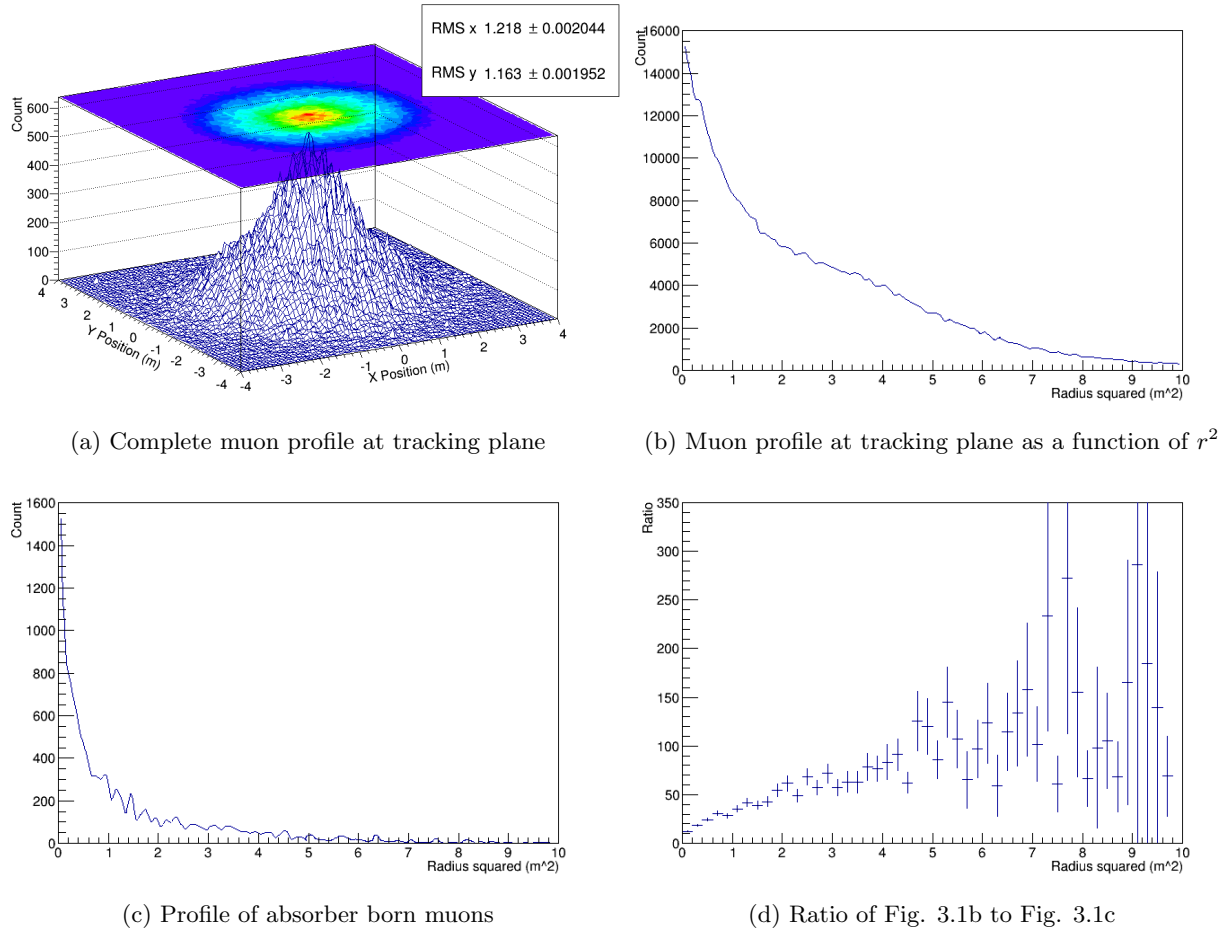 RMS x 1.218 ± 0.002044
RMS y 1.163 ± 0.001952
Count
600
500
400
300
200
100
0
4
3
2
1
0
-1
-2
-3
-4
Y Position (m)
-4
-3
-2
-1
0
1
2
3
4
X Position (m)
(a) Complete muon profile at tracking plane
Count
16000
14000
12000
10000
8000
6000
4000
2000
0
0 1 2 3 4 5 6 7 8 9 10
Radius squared (m^2)
(b) Muon profile at tracking plane as a function of r²
Count
1600
1400
1200
1000
800
600
400
200
0
0 1 2 3 4 5 6 7 8 9 10
Radius squared (m^2)
(c) Profile of absorber born muons
Ratio
350
300
250
200
150
100
50
0
0 1 2 3 4 5 6 7 8 9 10
Radius squared (m^2)
(d) Ratio of Fig. 3.1b to Fig. 3.1c